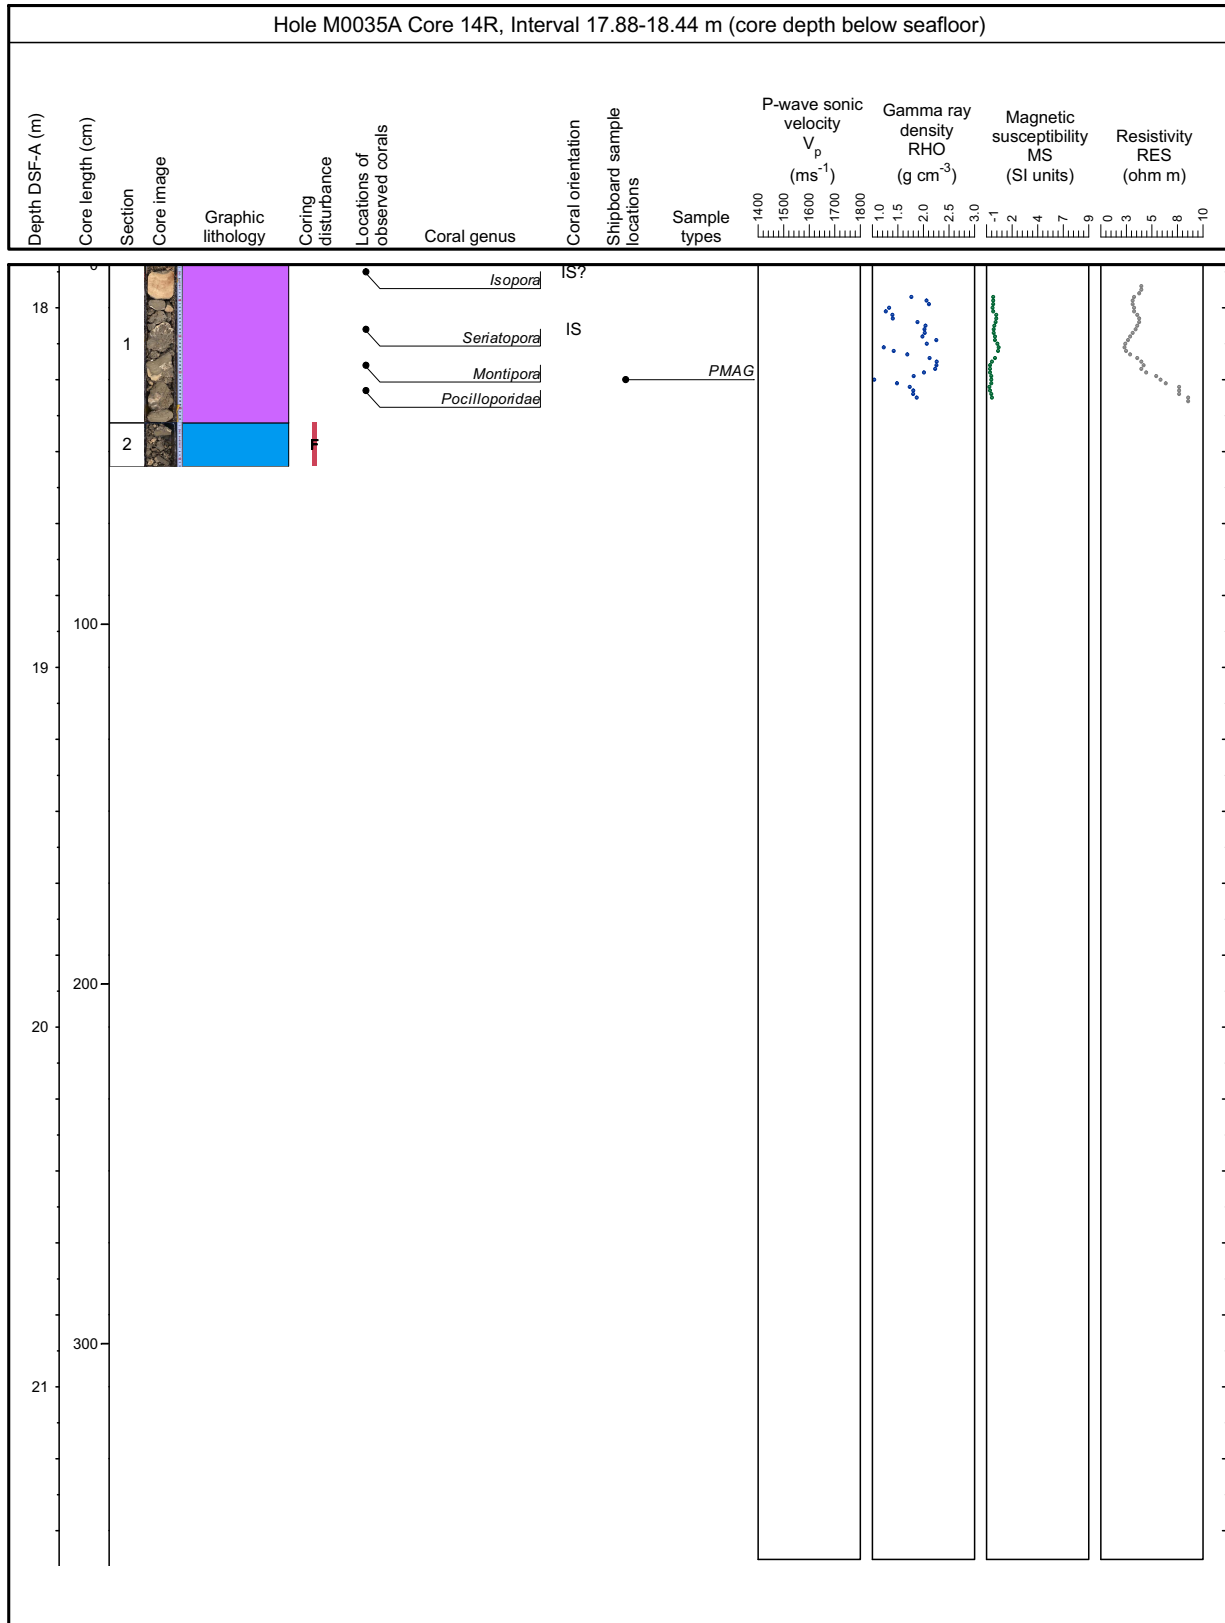 Hole M0035A Core 14R, Interval 17.88-18.44 m (core depth below seafloor)
Depth DSF-A (m)
Core length (cm)
Section
Core image
Graphic
lithology
Coring
disturbance
Locations of
observed corals
Coral genus
Coral orientation
Shipboard sample
locations
Sample
types
P-wave sonic
velocity
Vp
(ms-1)
1400 1500 1600 1700 1800
Gamma ray
density
RHO
(g cm-3)
1.0 1.5 2.0 2.5 3.0
Magnetic
susceptibility
MS
(SI units)
-1 2 4 7 9
Resistivity
RES
(ohm m)
0 3 5 8 10
0
IS?
Isopora
18
Seriatopora
IS
1
Montipora
PMAG
Pocilloporidae
2
F
100
19
200
20
300
21